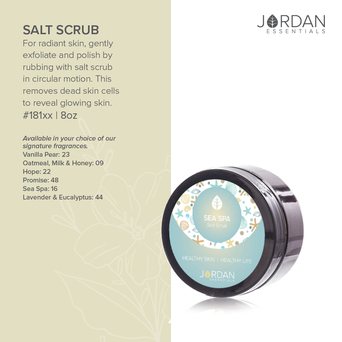 SALT SCRUB
For radiant skin, gently
exfoliate and polish by
rubbing with salt scrub
in circular motion. This
removes dead skin cells
to reveal glowing skin.
#181xx | 8oz
Available in your choice of our
signature fragrances.
Vanilla Pear: 23
Oatmeal, Milk & Honey: 09
Hope: 22
Promise: 48
Sea Spa: 16
Lavender & Eucalyptus: 44
JORDAN
ESSENTIALS
SEA SPA
HEALTHY SKIN
HEALTHY LIFE
JORDAN
ESSENTIALS